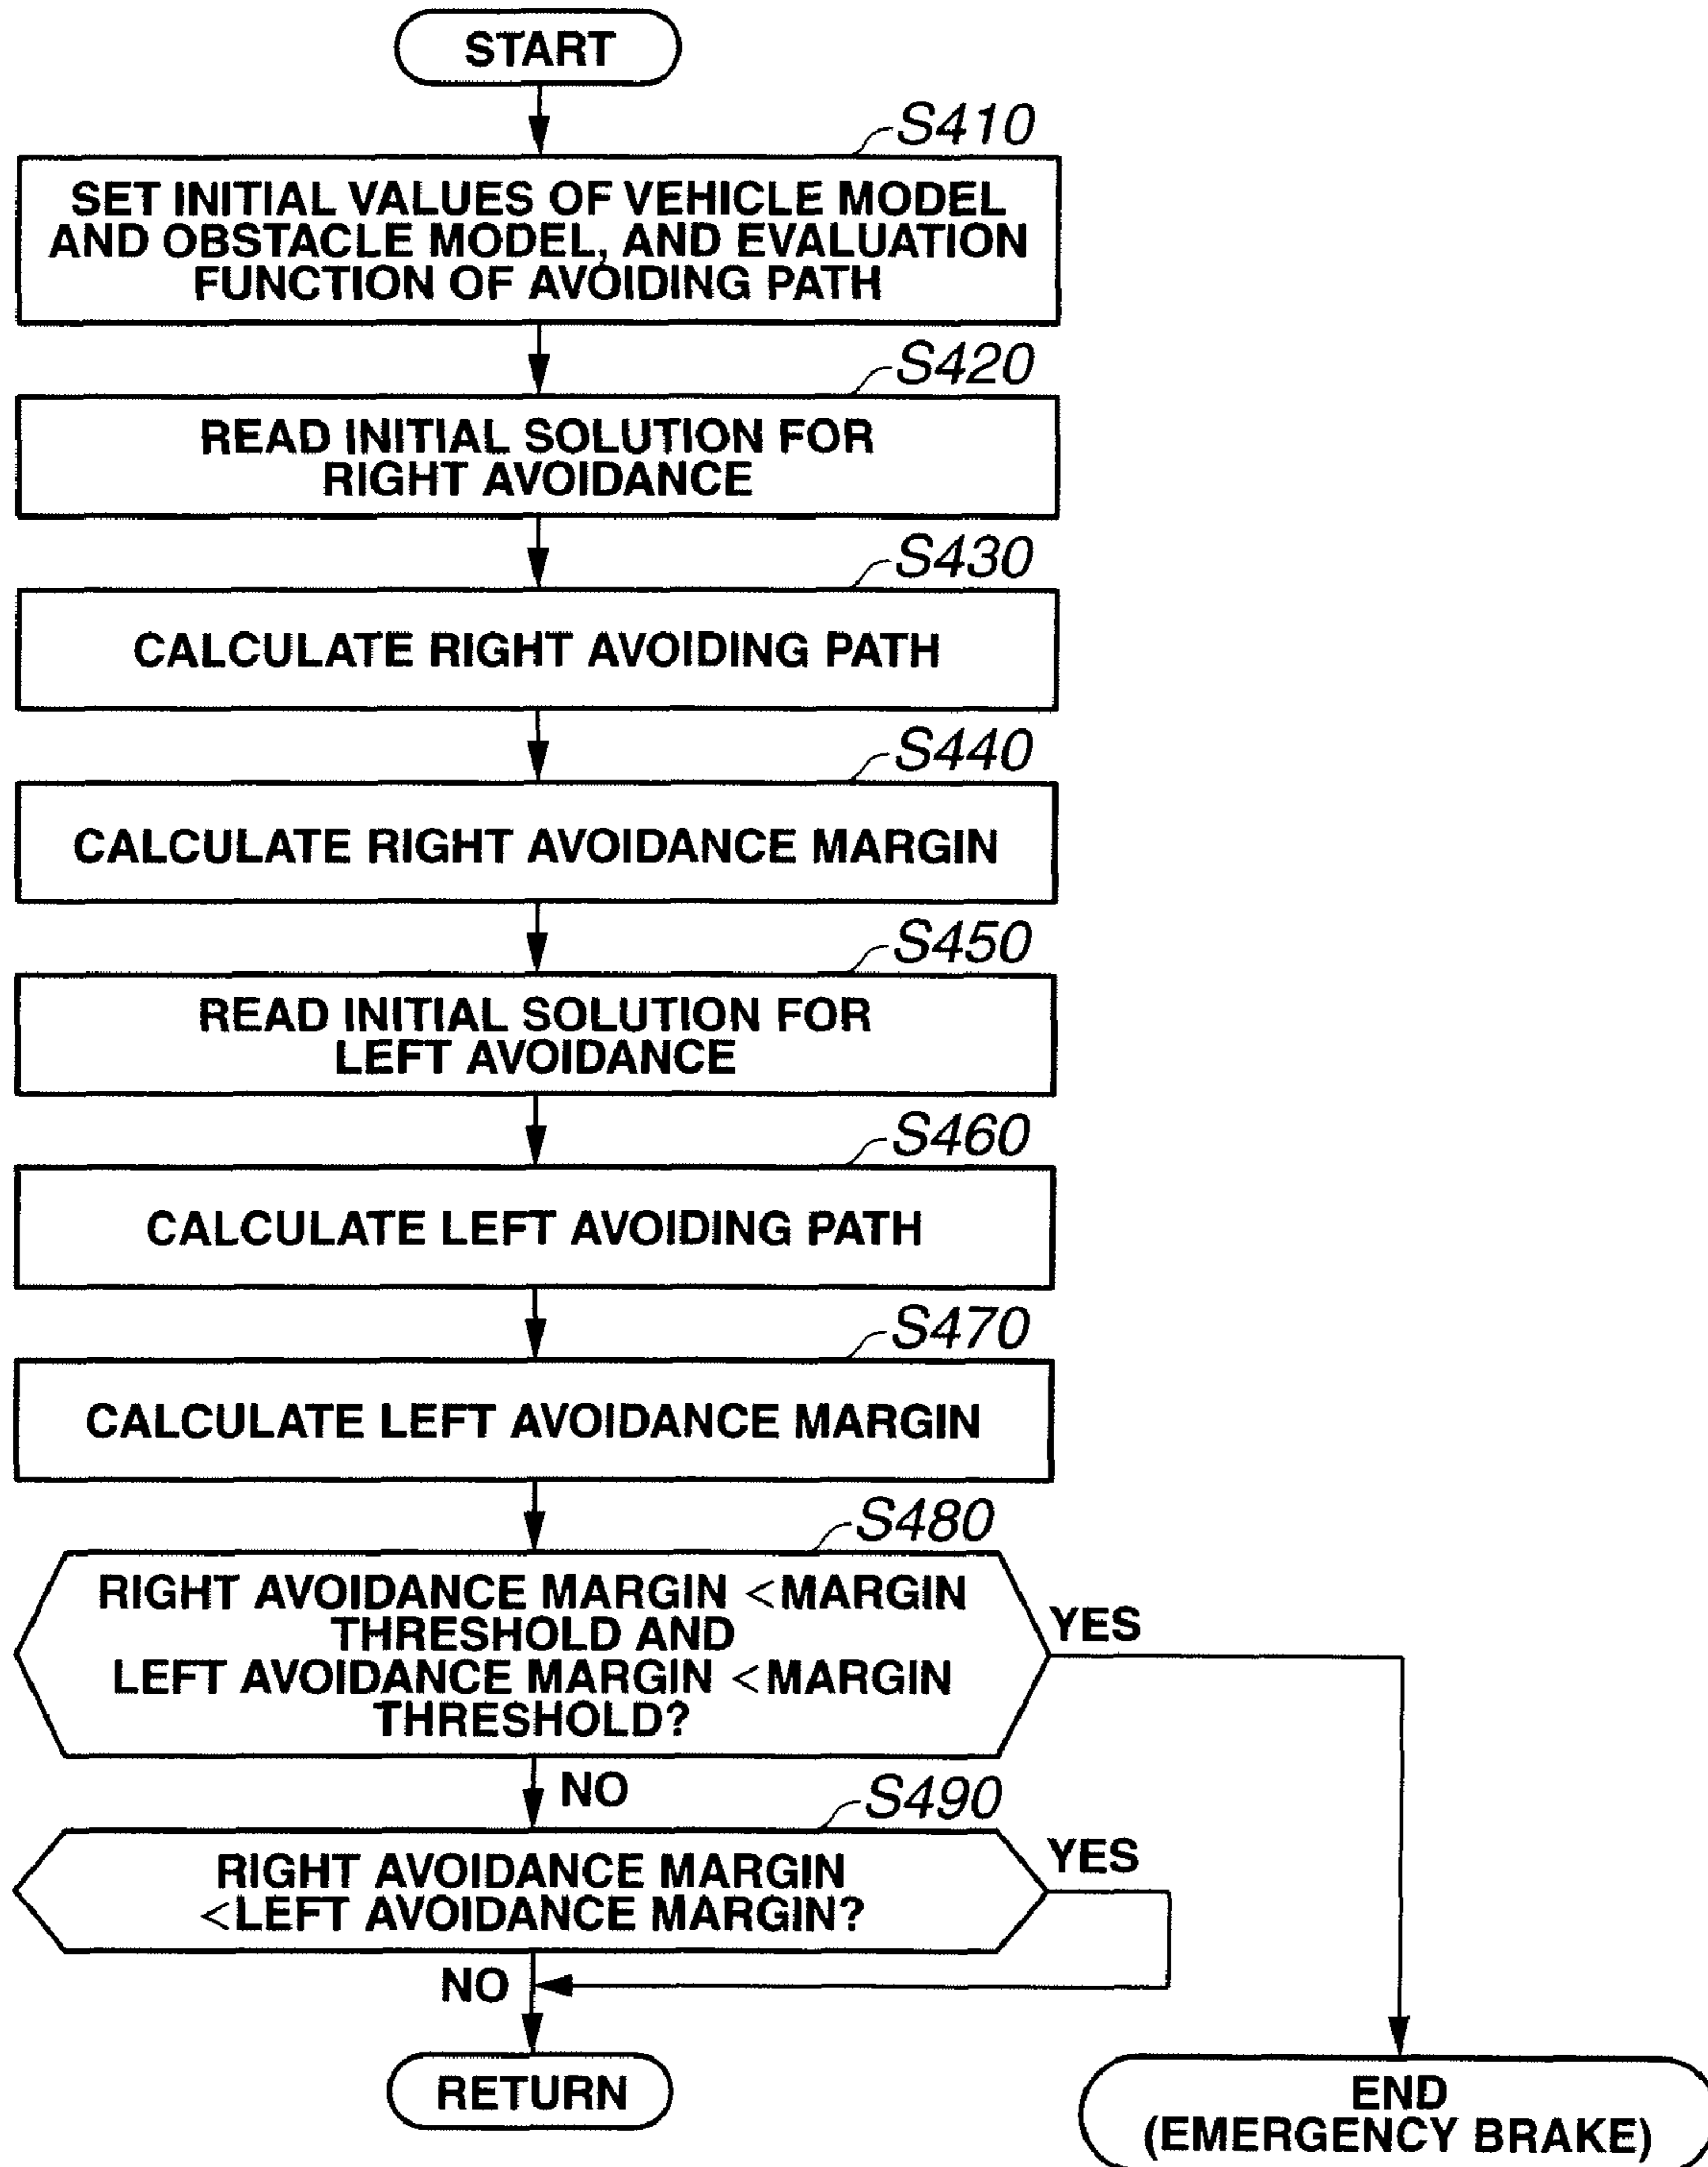 START
S410
SET INITIAL VALUES OF VEHICLE MODEL
AND OBSTACLE MODEL, AND EVALUATION
FUNCTION OF AVOIDING PATH
S420
READ INITIAL SOLUTION FOR
RIGHT AVOIDANCE
S430
CALCULATE RIGHT AVOIDING PATH
S440
CALCULATE RIGHT AVOIDANCE MARGIN
S450
READ INITIAL SOLUTION FOR
LEFT AVOIDANCE
S460
CALCULATE LEFT AVOIDING PATH
S470
CALCULATE LEFT AVOIDANCE MARGIN
S480
RIGHT AVOIDANCE MARGIN <MARGIN
THRESHOLD AND
LEFT AVOIDANCE MARGIN <MARGIN
THRESHOLD?
YES
NO
S490
RIGHT AVOIDANCE MARGIN
<LEFT AVOIDANCE MARGIN?
YES
NO
RETURN
END
(EMERGENCY BRAKE)